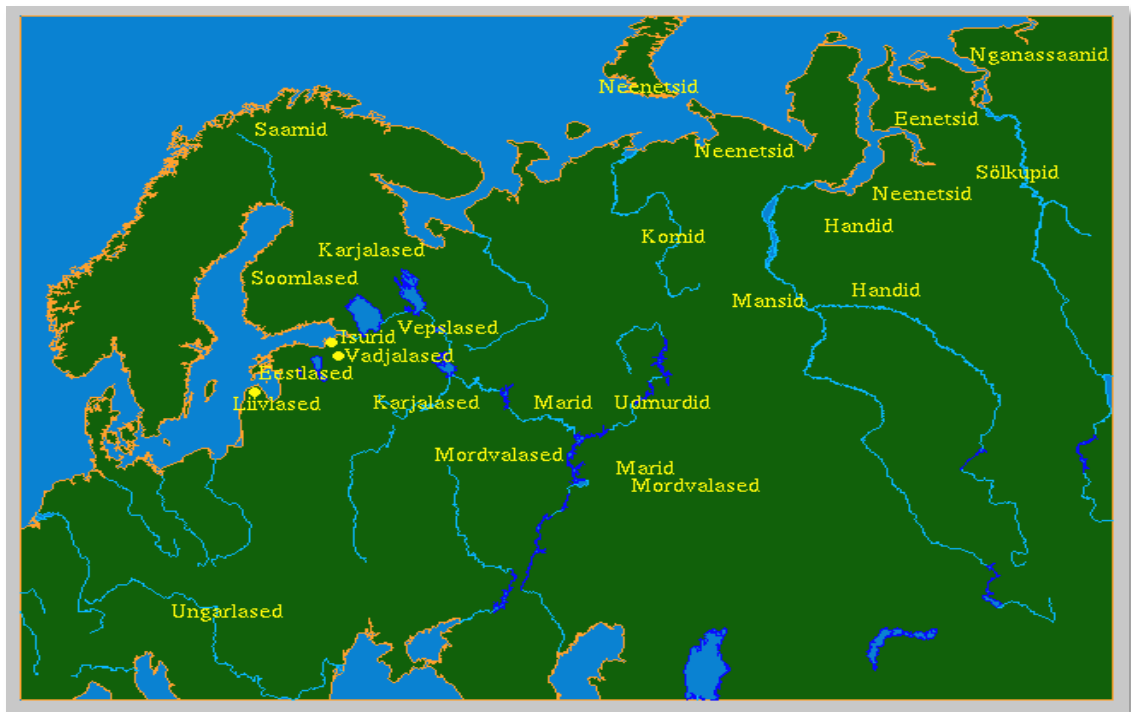 Nganassaanid
Neenetsid
Eenetsid
Saamid
Neenetsid
Sölkupid
Neenetsid
Handid
Komid
Karjalased
Soomlased
Handid
Mansid
Vepslased
Isurid
Vadjalased
Eestlased
Liivlased
Karjalased
Marid
Udmurdid
Mordvalased
Marid
Mordvalased
Ungarlased